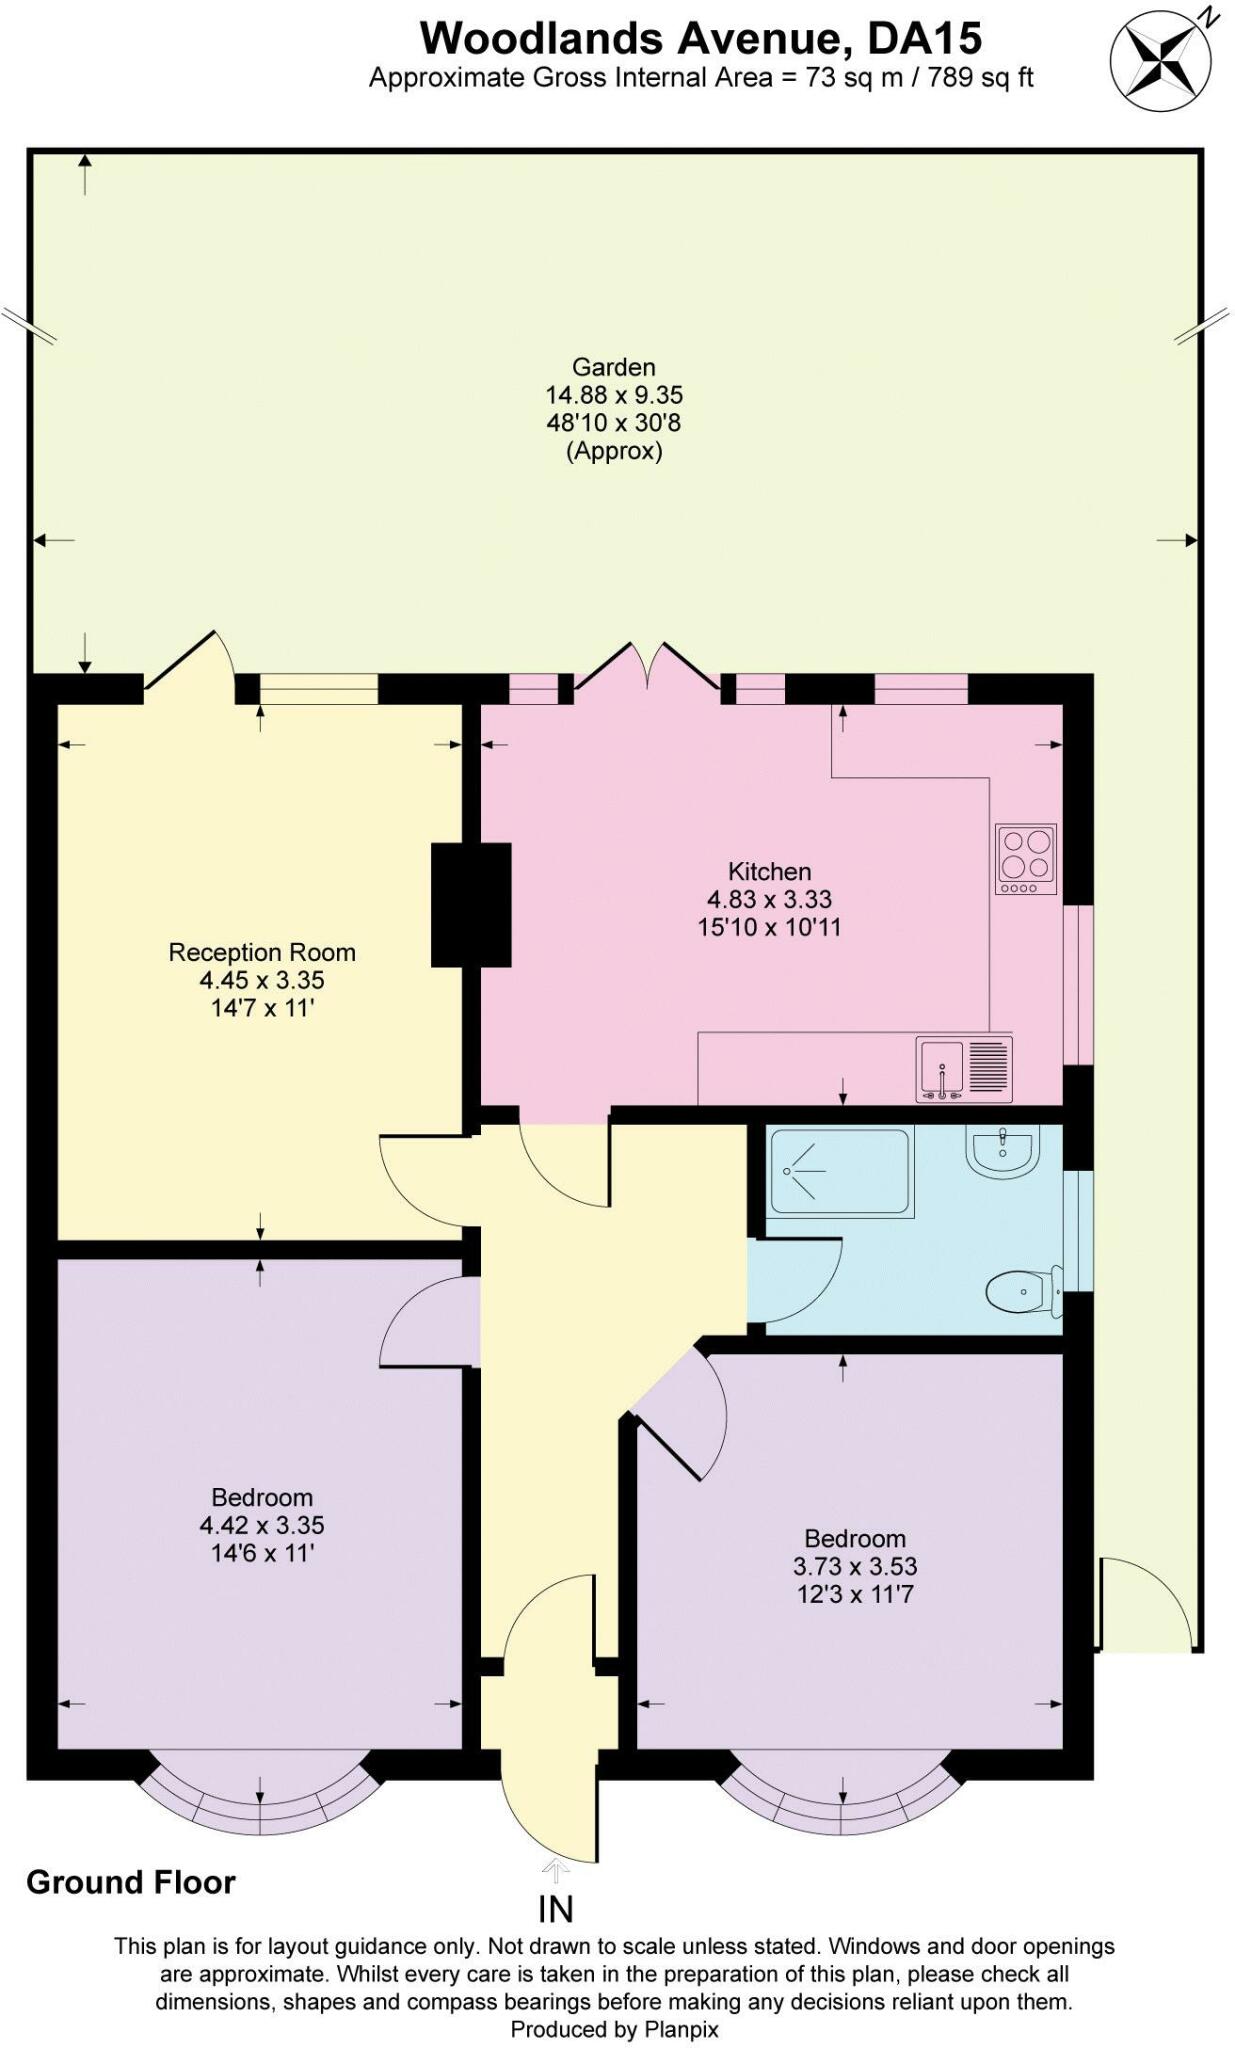 Woodlands Avenue, DA15
Approximate Gross Internal Area = 73 sq m / 789 sq ft
N
Garden
14.88 x 9.35
48'10 x 30'8
(Approx)
Kitchen
4.83 x 3.33
15'10 x 10'11
Reception Room
4.45 x 3.35
14'7 x 11'
Bedroom
4.42 x 3.35
14'6 x 11'
Bedroom
3.73 x 3.53
12'3 x 11'7
Ground Floor
IN
This plan is for layout guidance only. Not drawn to scale unless stated. Windows and door openings
are approximate. Whilst every care is taken in the preparation of this plan, please check all
dimensions, shapes and compass bearings before making any decisions reliant upon them.
Produced by Planpix